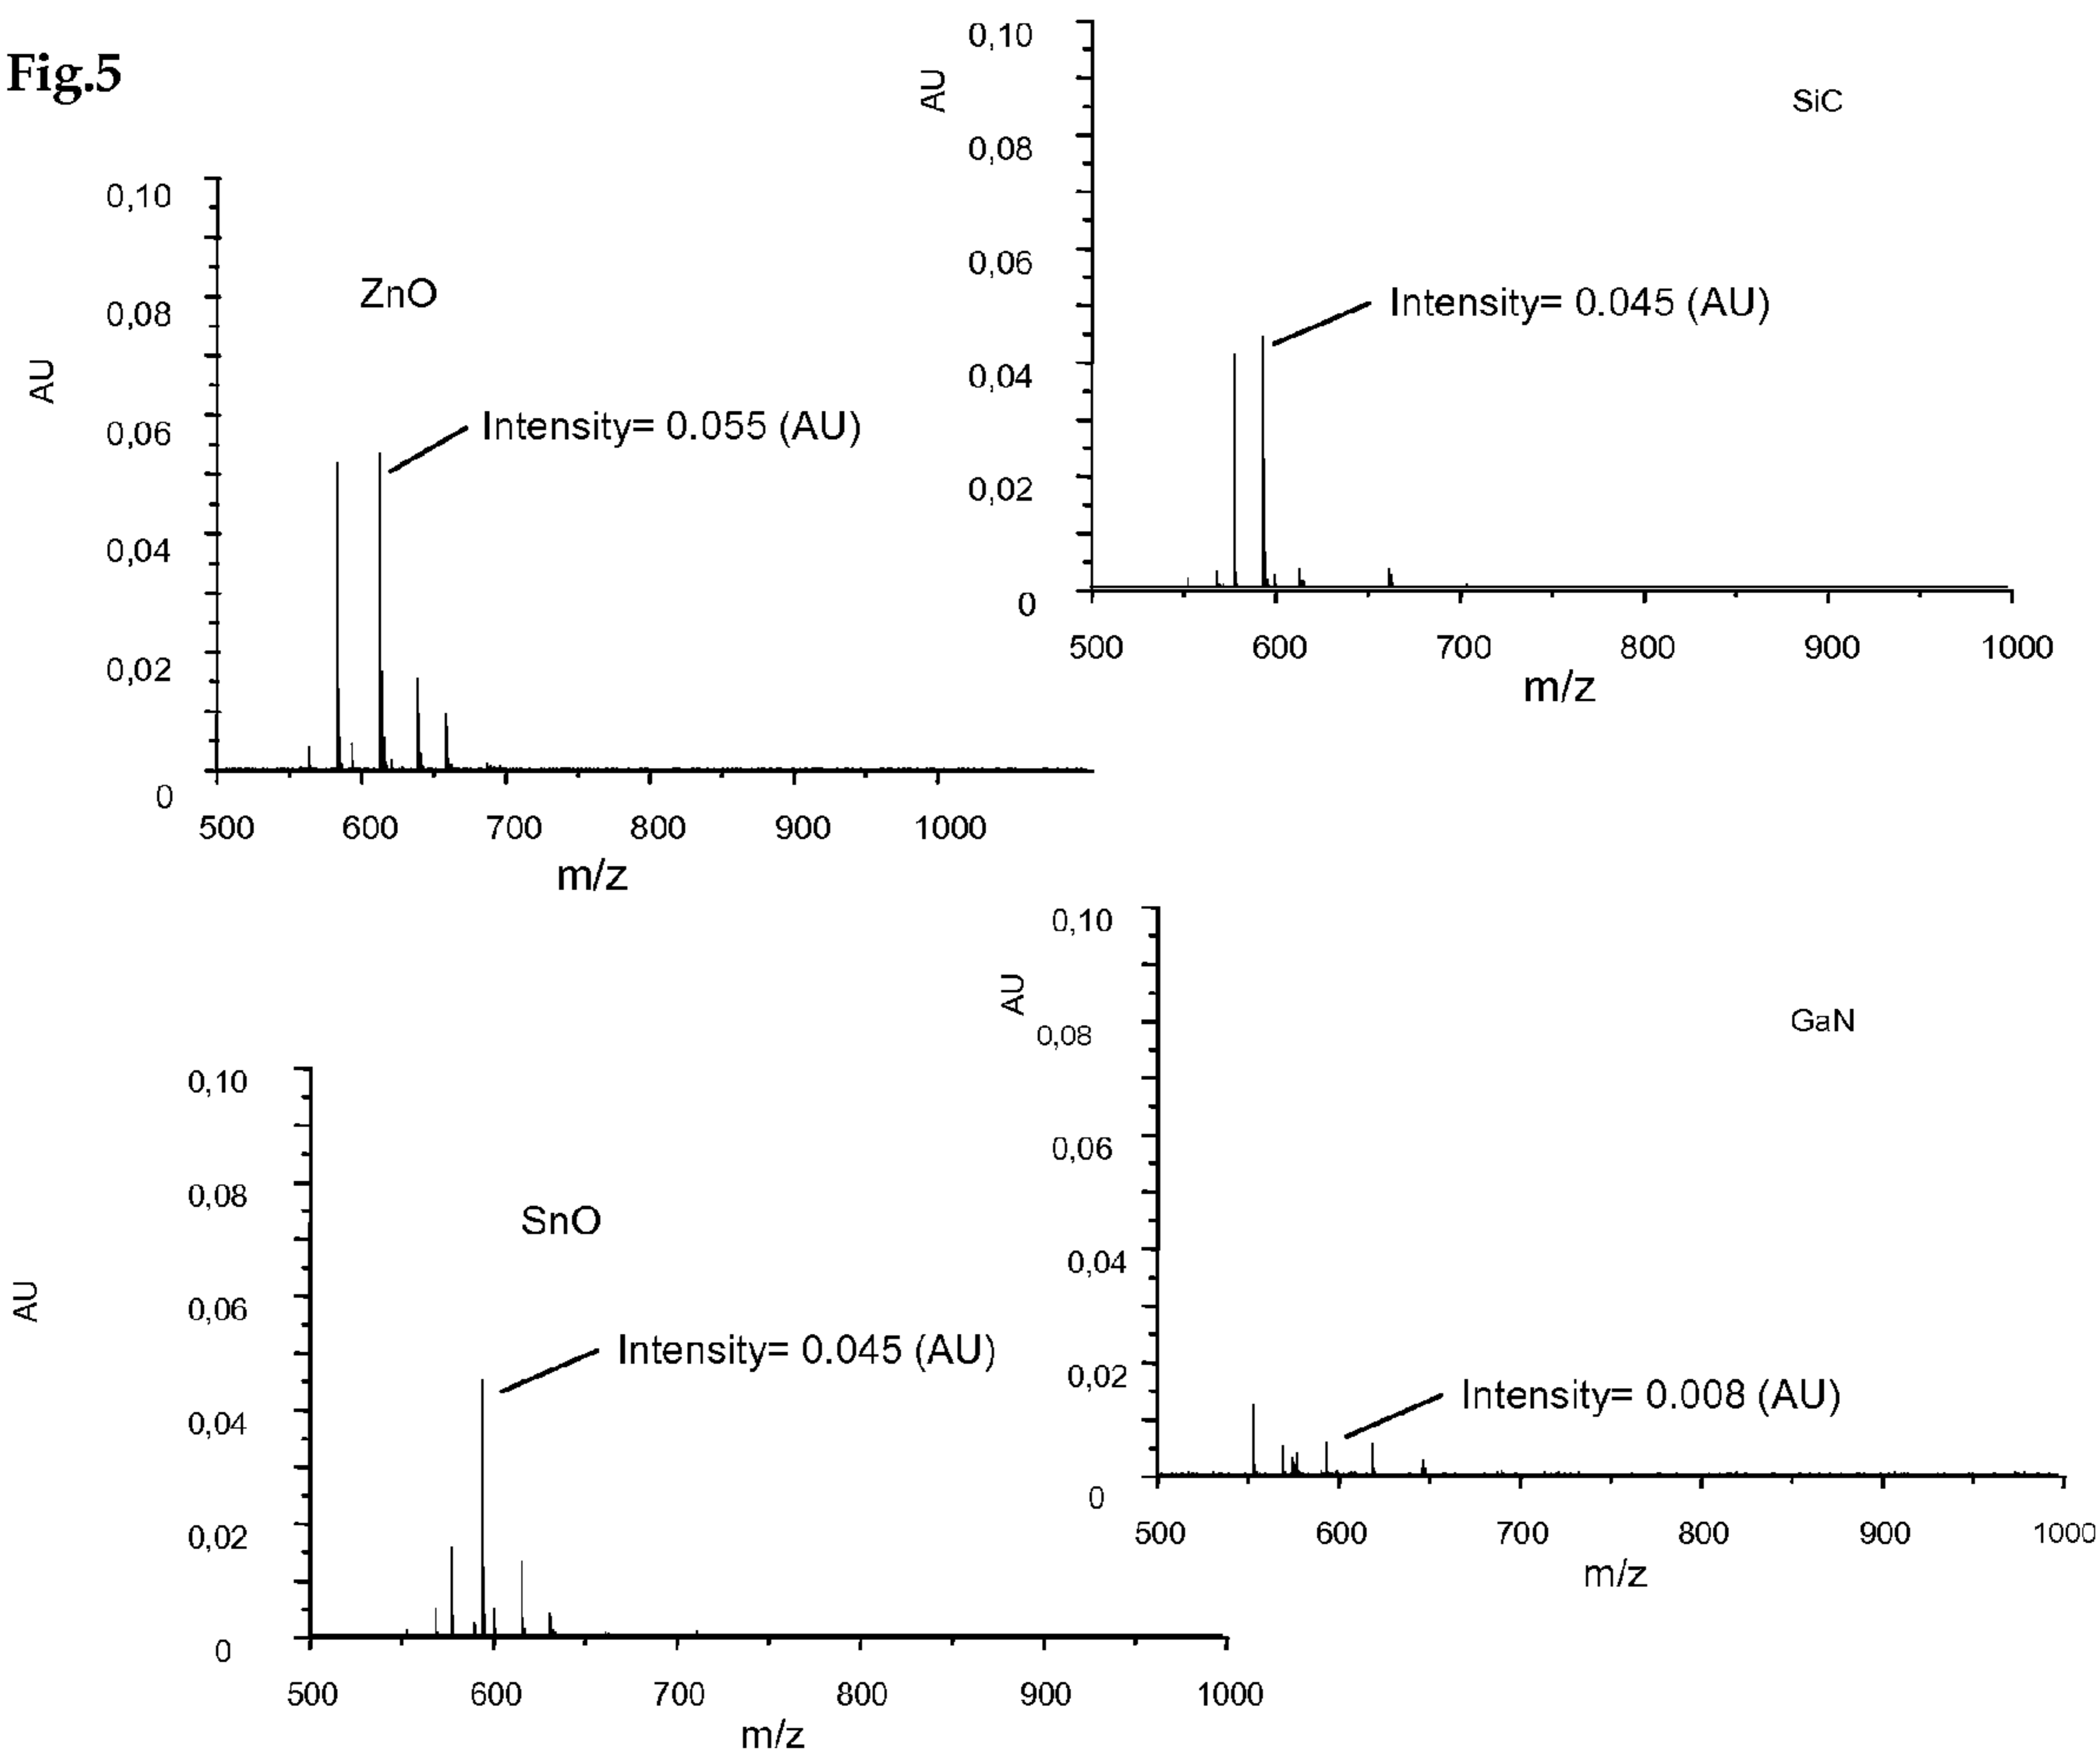 Fig.5
AU
0,10
0,08
0,06
0,04
0,02
0
ZnO
Intensity= 0.055 (AU)
500 600 700 800 900 1000
m/z
AU
0,10
0,08
0,06
0,04
0,02
0
SiC
Intensity= 0.045 (AU)
500 600 700 800 900 1000
m/z
AU
0,10
0,08
0,06
0,04
0,02
0
SnO
Intensity= 0.045 (AU)
500 600 700 800 900 1000
m/z
AU
0,10
0,08
0,06
0,04
0,02
0
GaN
Intensity= 0.008 (AU)
500 600 700 800 900 1000
m/z